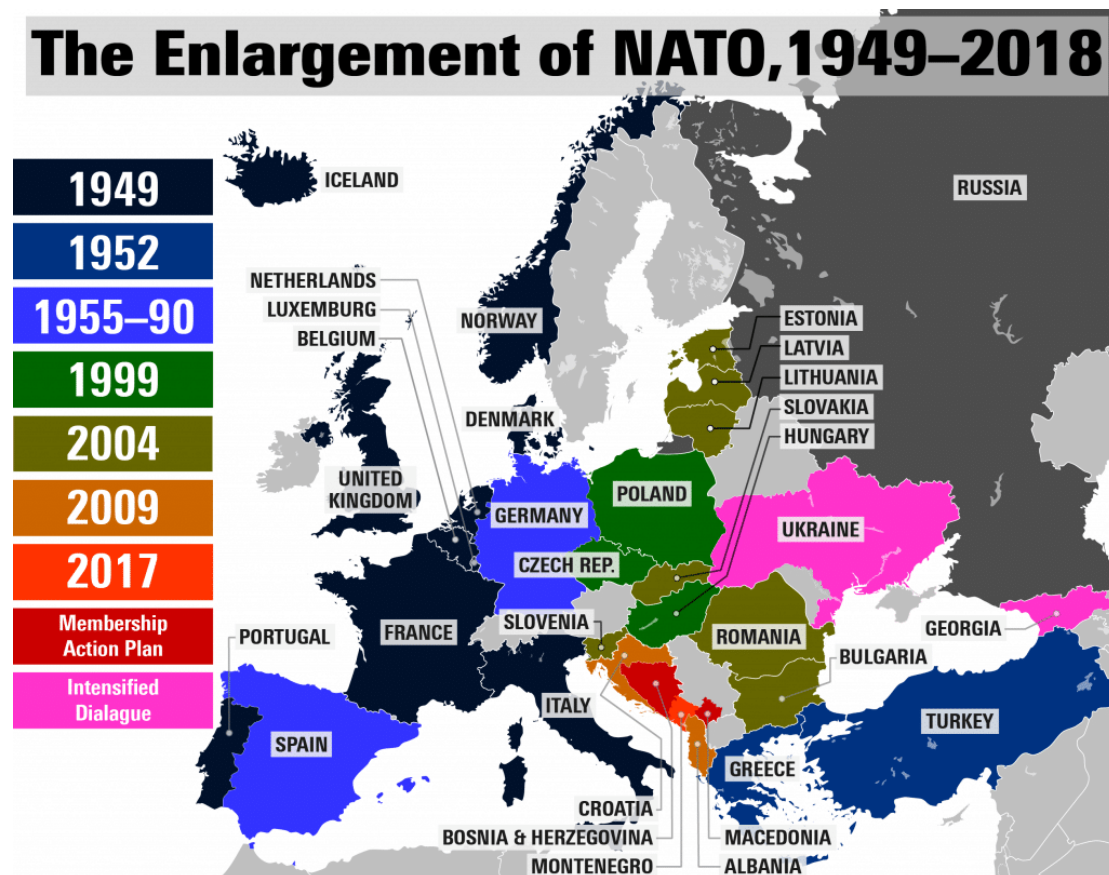 The Enlargement of NATO,1949–2018
1949
1952
1955–90
1999
2004
2009
2017
Membership
Action Plan
Intensified
Dialague
ICELAND
RUSSIA
NETHERLANDS
LUXEMBURG
BELGIUM
NORWAY
ESTONIA
LATVIA
LITHUANIA
SLOVAKIA
HUNGARY
DENMARK
UNITED
KINGDOM
GERMANY
POLAND
UKRAINE
CZECH REP.
SLOVENIA
PORTUGAL
FRANCE
ROMANIA
GEORGIA
BULGARIA
ITALY
SPAIN
TURKEY
GREECE
CROATIA
BOSNIA & HERZEGOVINA
MACEDONIA
MONTENEGRO
ALBANIA